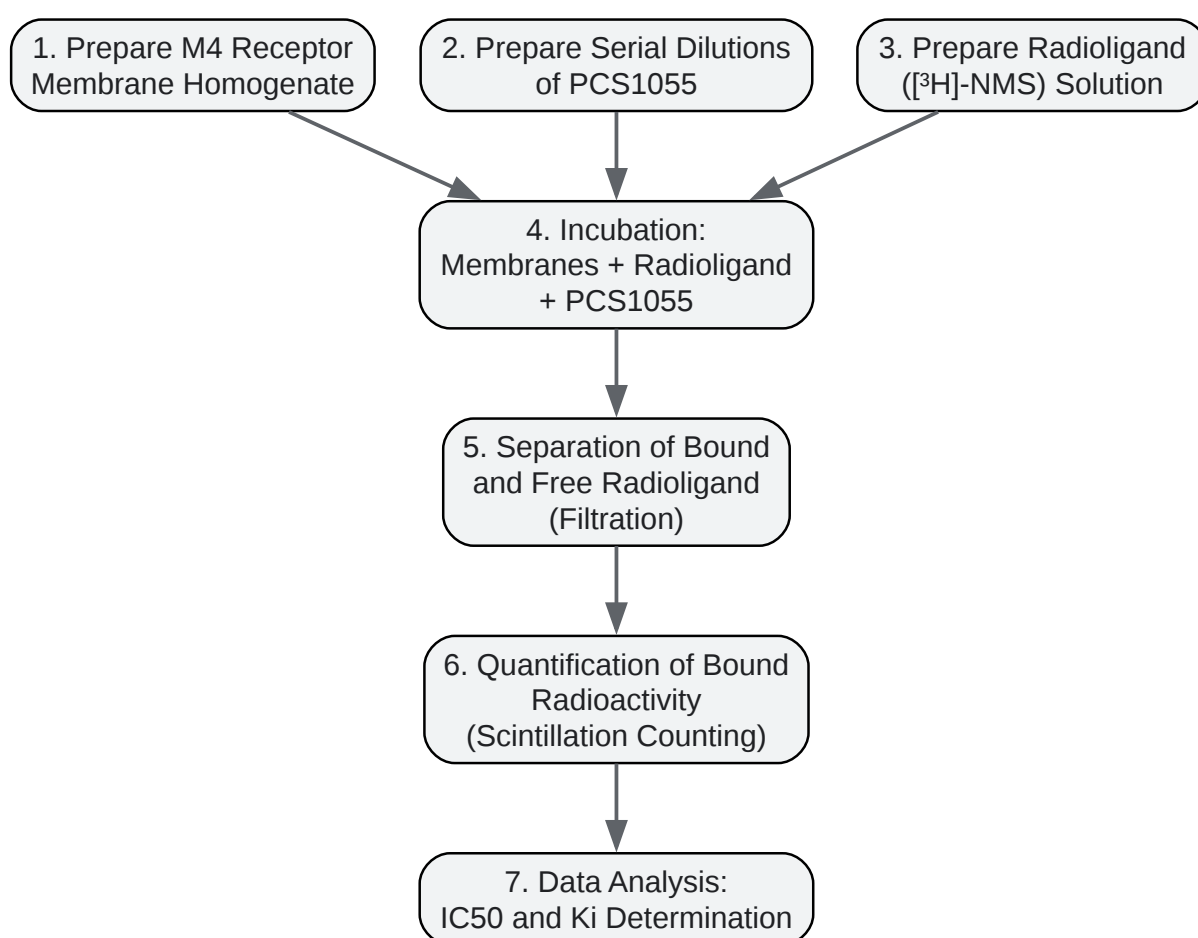 1. Prepare M4 Receptor
Membrane Homogenate
2. Prepare Serial Dilutions
of PCS1055
3. Prepare Radioligand
([³H]-NMS) Solution
4. Incubation:
Membranes + Radioligand
+ PCS1055
5. Separation of Bound
and Free Radioligand
(Filtration)
6. Quantification of Bound
Radioactivity
(Scintillation Counting)
7. Data Analysis:
IC50 and Ki Determination